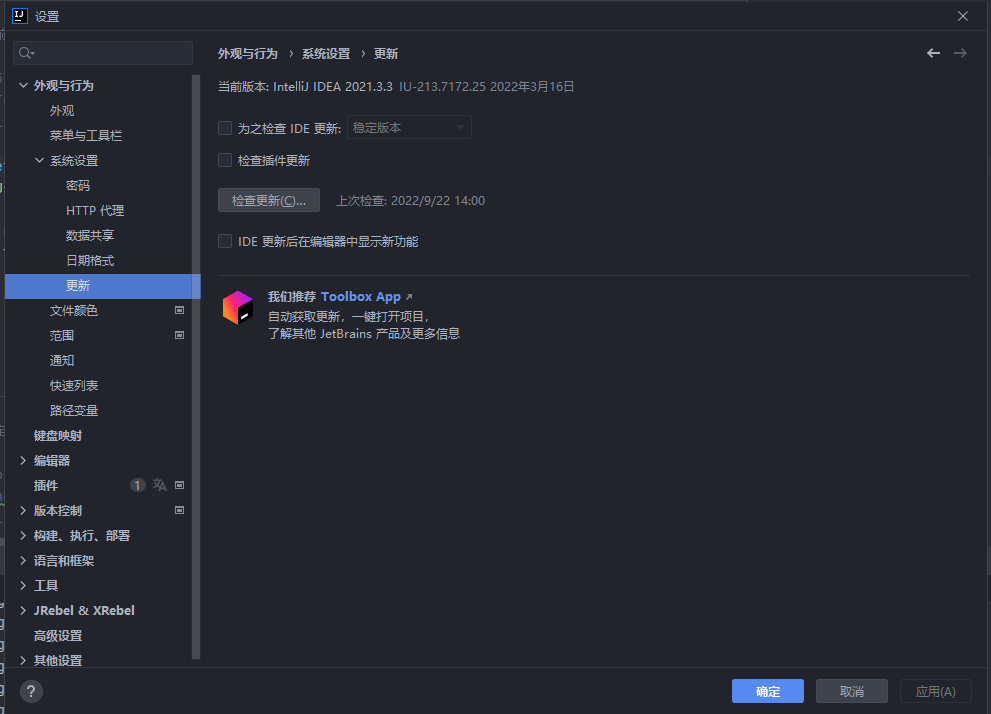 设置
外观与行为 › 系统设置 › 更新
当前版本: IntelliJ IDEA 2021.3.3 IU-213.7172.25 2022年3月16日
为之检查 IDE 更新: 稳定版本
检查插件更新
检查更新(C)... 上次检查: 2022/9/22 14:00
IDE 更新后在编辑器中显示新功能
我们推荐 Toolbox App ↗
自动获取更新，一键打开项目，
了解其他 JetBrains 产品及更多信息
外观与行为
外观
菜单与工具栏
系统设置
密码
HTTP 代理
数据共享
日期格式
更新
文件颜色
范围
通知
快速列表
路径变量
键盘映射
编辑器
插件 1
版本控制
构建、执行、部署
语言和框架
工具
JRebel & XRebel
高级设置
其他设置
?
确定 取消 应用(A)